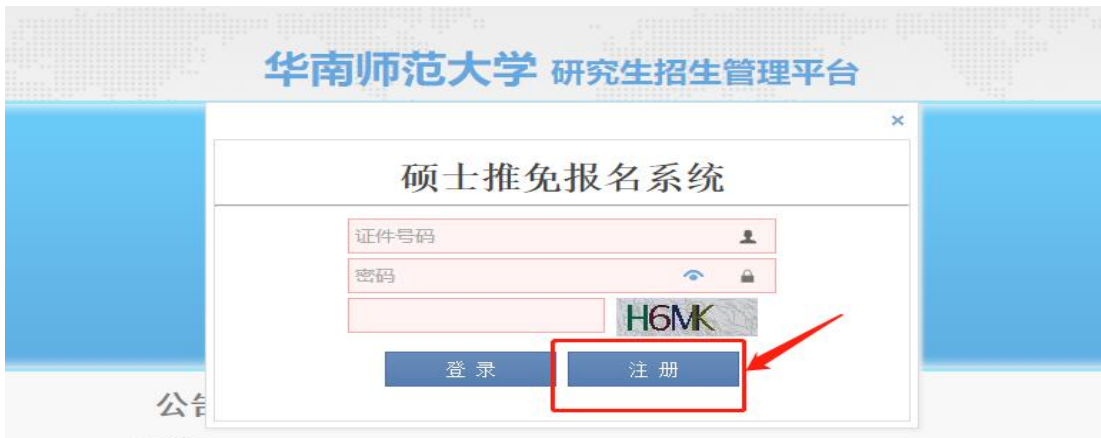 华南师范大学 研究生招生管理平台
×
硕士推免报名系统
证件号码
密码
H6MK
登 录
注 册
公告